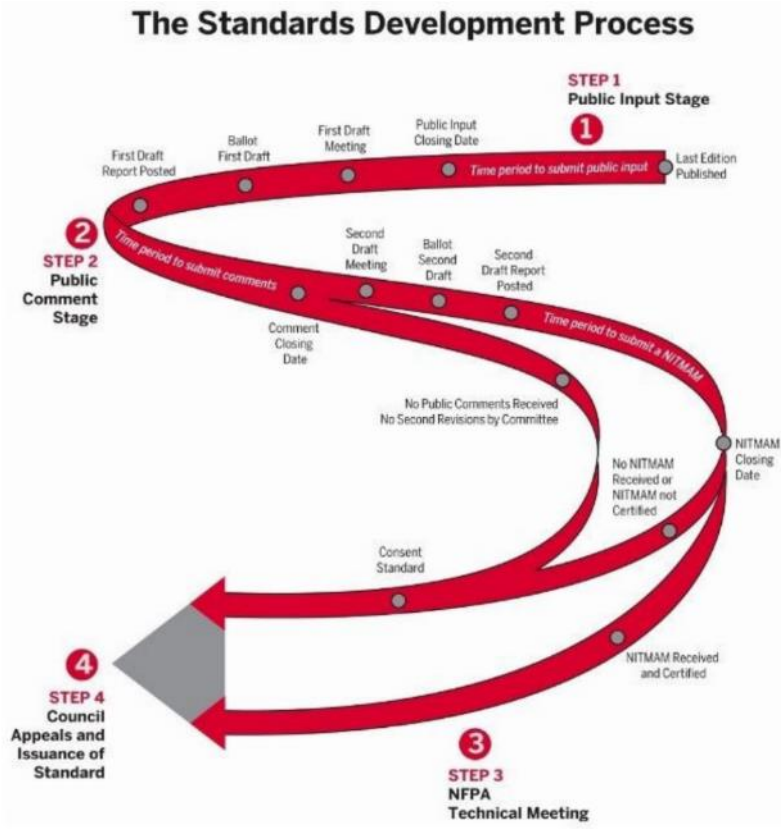 The Standards Development Process
STEP 1
Public Input Stage
1
Last Edition
Published
Time period to submit public input
Public Input
Closing Date
First Draft
Meeting
Ballot
First Draft
First Draft
Report Posted
2
STEP 2
Public
Comment
Stage
Time period to submit comments
Comment
Closing
Date
Second
Draft
Meeting
Ballot
Second
Draft
Second
Draft Report
Posted
Time period to submit a NITMAM
No Public Comments Received
No Second Revisions by Committee
NITMAM
Closing
Date
No NITMAM
Received or
NITMAM not
Certified
Consent
Standard
NITMAM Received
and Certified
3
STEP 3
NFPA
Technical Meeting
4
STEP 4
Council
Appeals and
Issuance of
Standard